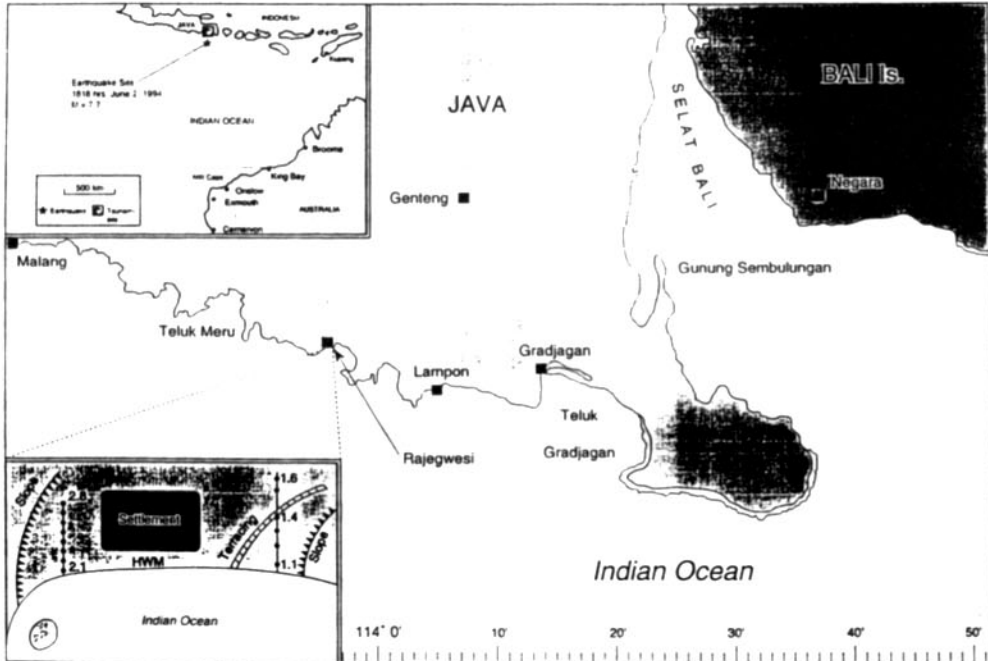 INDONESIA
JAVA
Kupang
Earthquake Site
1818 hrs. June 2, 1994
INDIAN OCEAN
Broome
King Bay
Onslow
Exmouth
AUSTRALIA
Carnarvon
500 km
Earthquake
JAVA
SELAT BALI
BALI Is.
Negara
Genteng
Gunung Sembulungan
Malang
Teluk Meru
Gradjagan
Lampon
Teluk
Gradjagan
Rajegwesi
Slope
2.8
2.1
Settlement
HWM
Terracing
1.6
1.4
1.1
Slope
Indian Ocean
Indian Ocean
114° 0'
10'
20'
30'
40'
50'